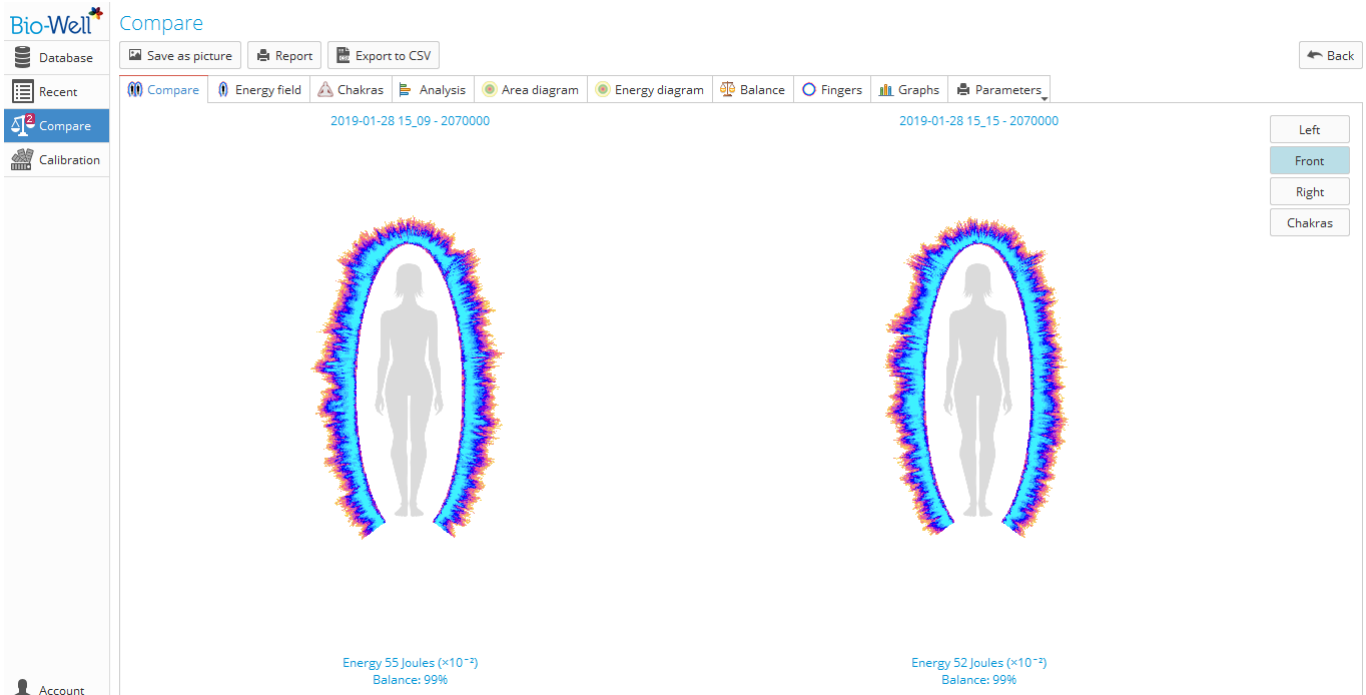 Bio-Well
Compare
Database
Save as picture
Report
Export to CSV
Back
Recent
Compare
Energy field
Chakras
Analysis
Area diagram
Energy diagram
Balance
Fingers
Graphs
Parameters
2
Compare
Calibration
2019-01-28 15_09 - 2070000
2019-01-28 15_15 - 2070000
Left
Front
Right
Chakras
Energy 55 Joules (×10⁻²)
Balance: 99%
Energy 52 Joules (×10⁻²)
Balance: 99%
Account